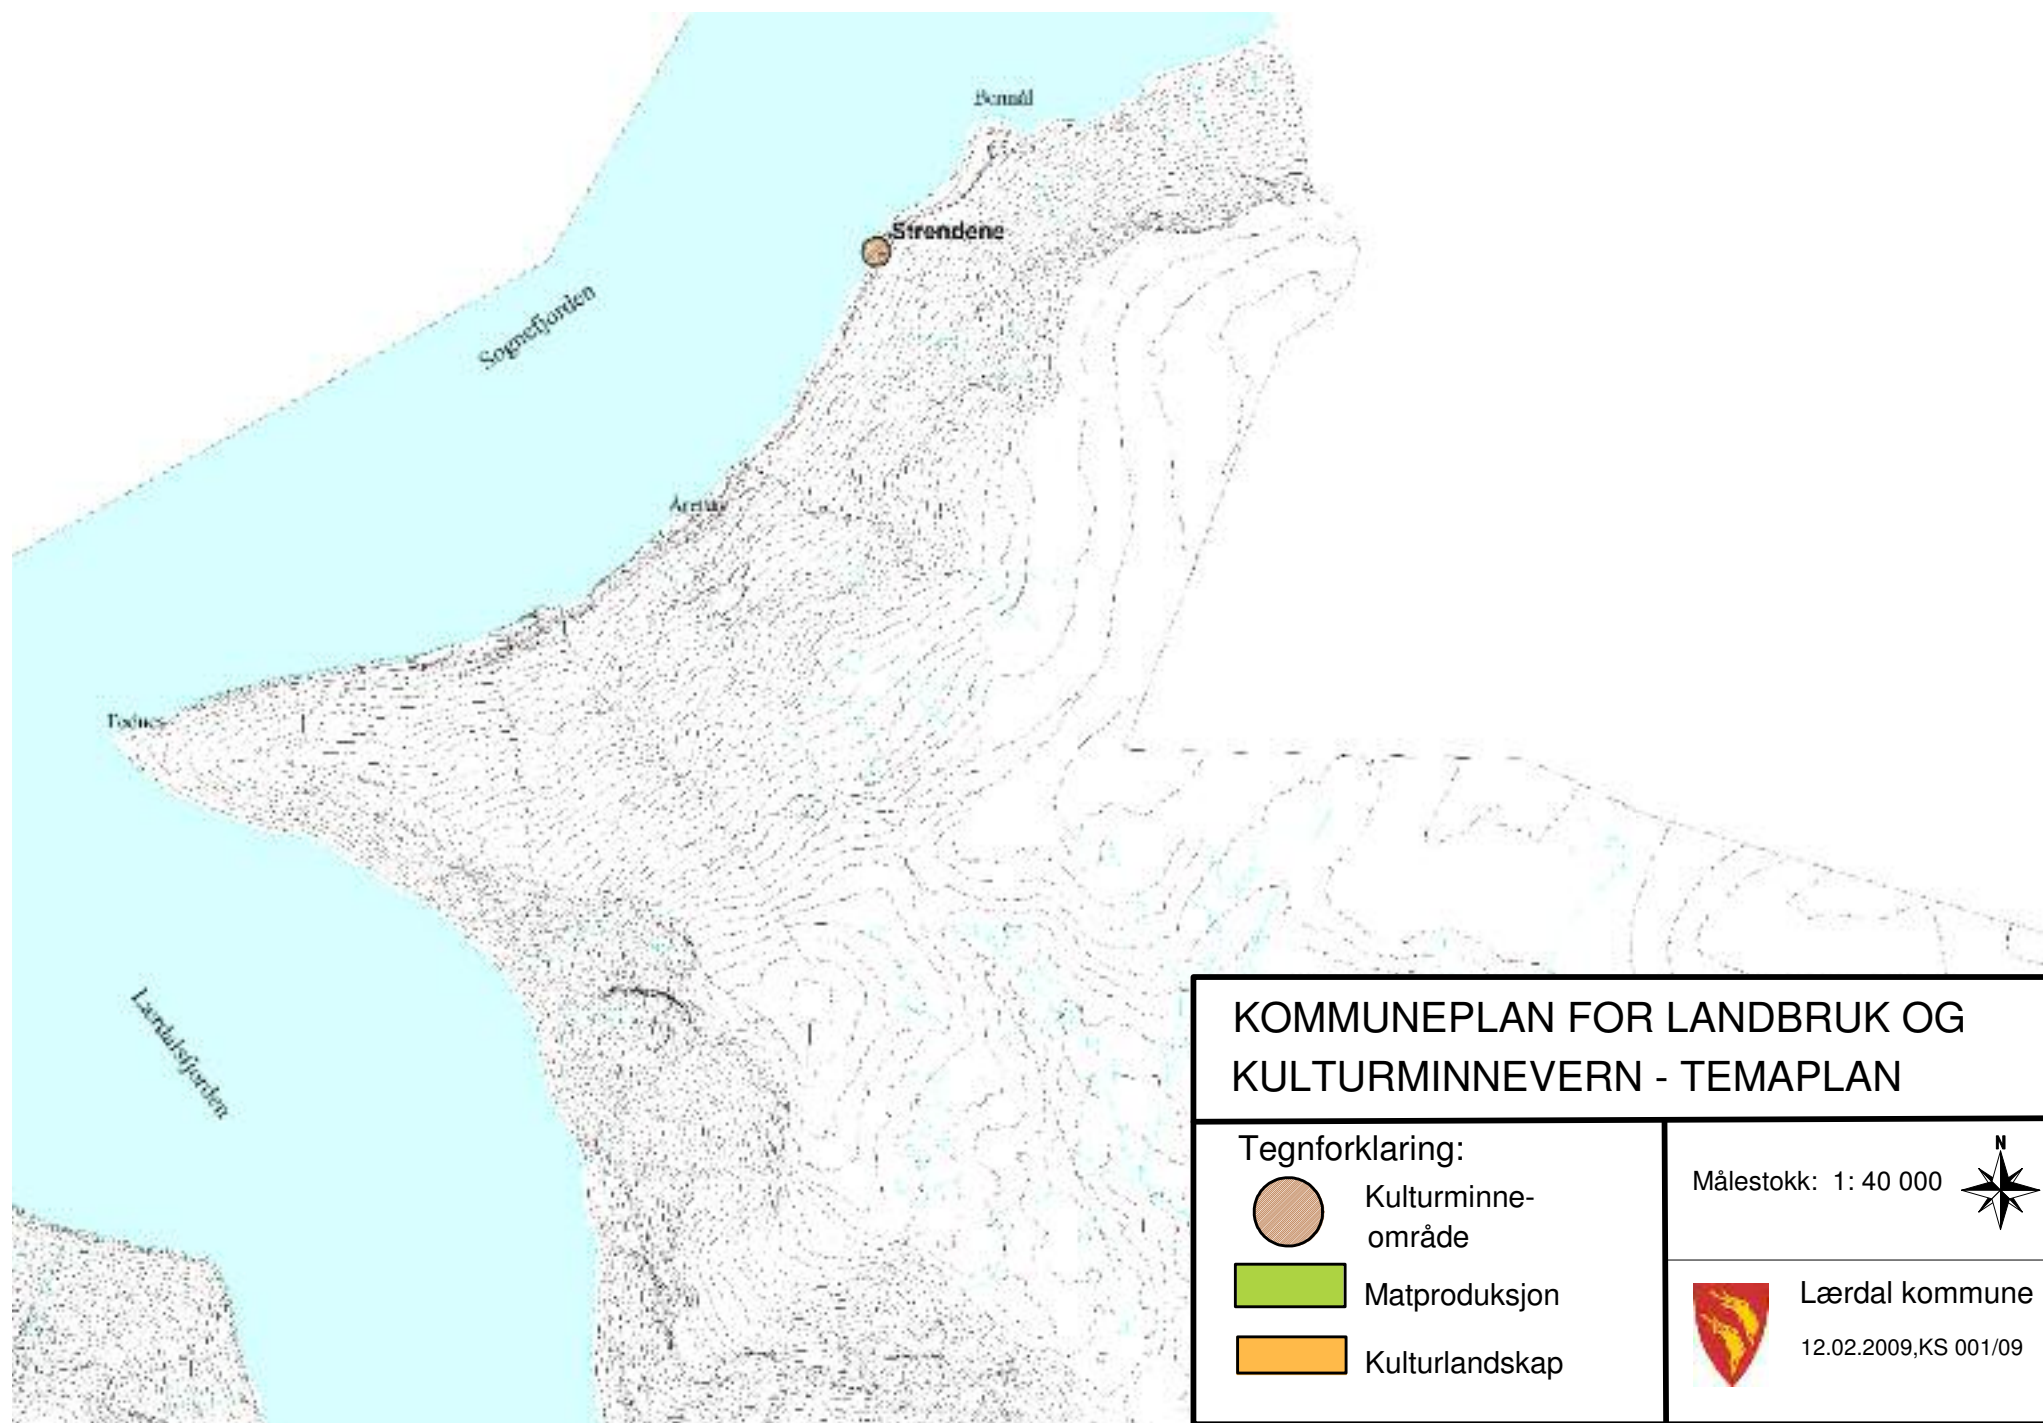 Strendene
Sognefjorden
Lærdalsfjorden
KOMMUNEPLAN FOR LANDBRUK OG
KULTURMINNEVERN - TEMAPLAN
Tegnforklaring:
Kulturminne-
område
Matproduksjon
Kulturlandskap
Målestokk: 1: 40 000
N
Lærdal kommune
12.02.2009,KS 001/09